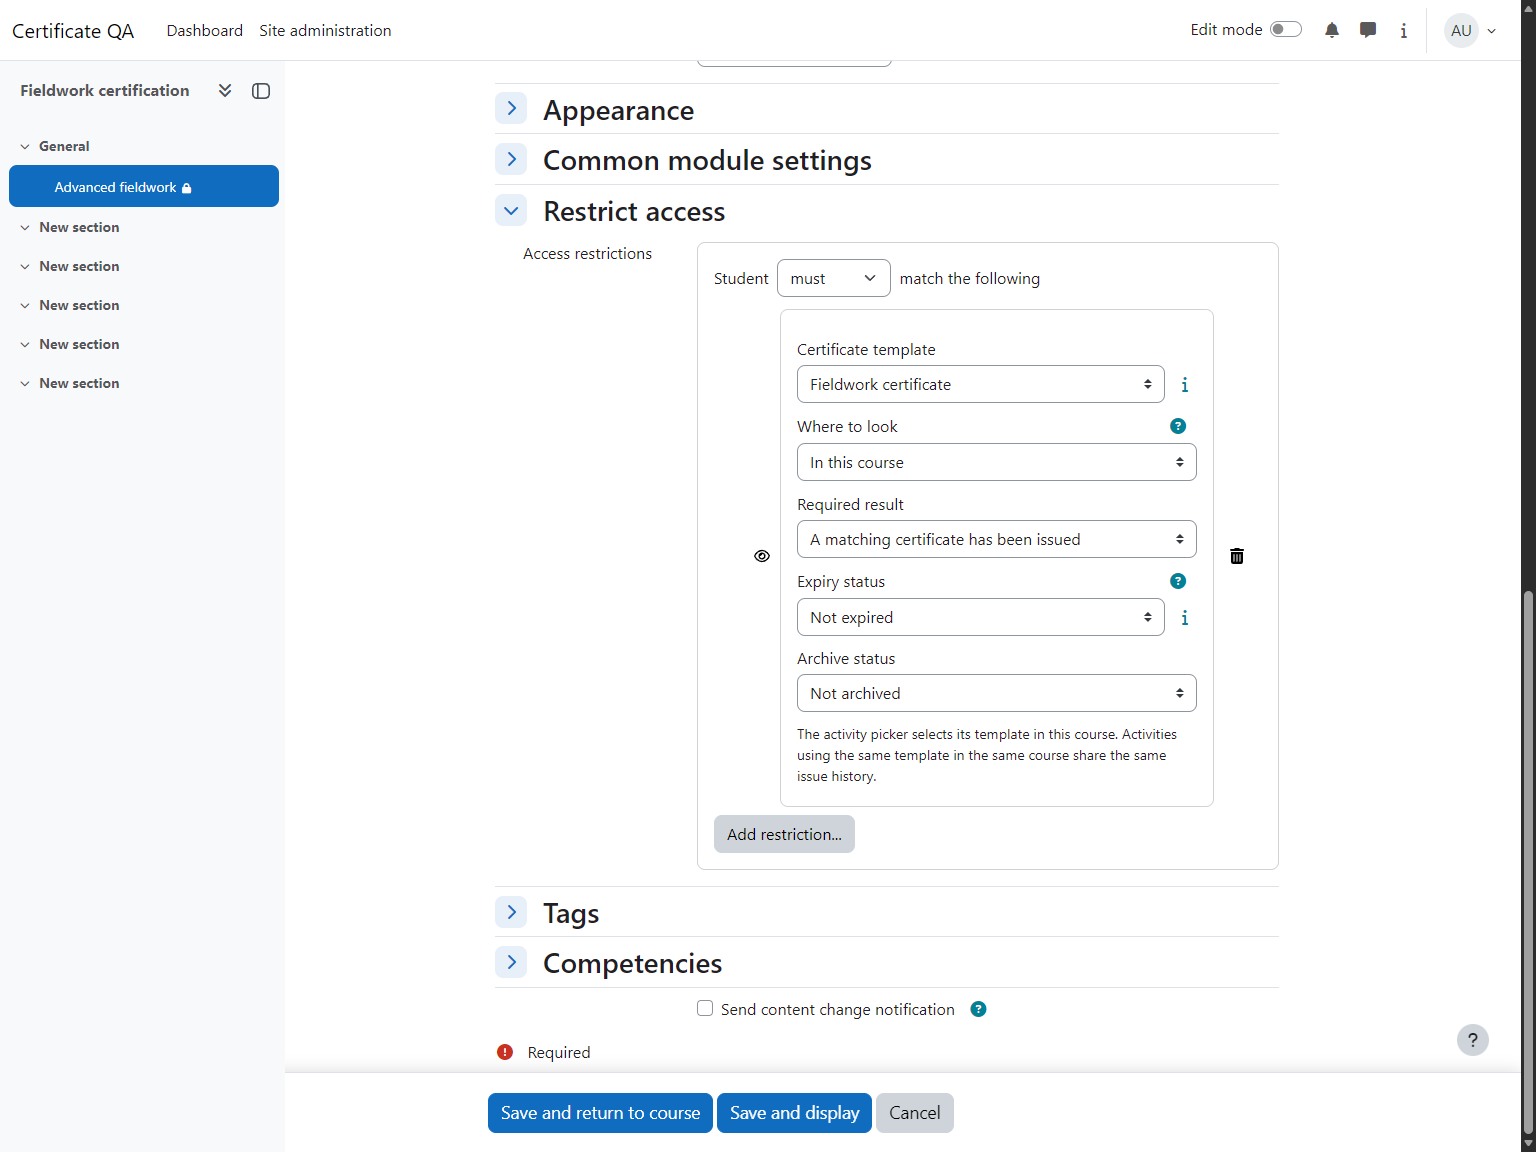 Certificate QA
Dashboard
Site administration
Edit mode
AU
Fieldwork certification
General
Advanced fieldwork
New section
New section
New section
New section
New section
Appearance
Common module settings
Restrict access
Access restrictions
Student must match the following
Certificate template
Fieldwork certificate
Where to look
In this course
Required result
A matching certificate has been issued
Expiry status
Not expired
Archive status
Not archived
The activity picker selects its template in this course. Activities
using the same template in the same course share the same
issue history.
Add restriction...
Tags
Competencies
Send content change notification
Required
Save and return to course
Save and display
Cancel